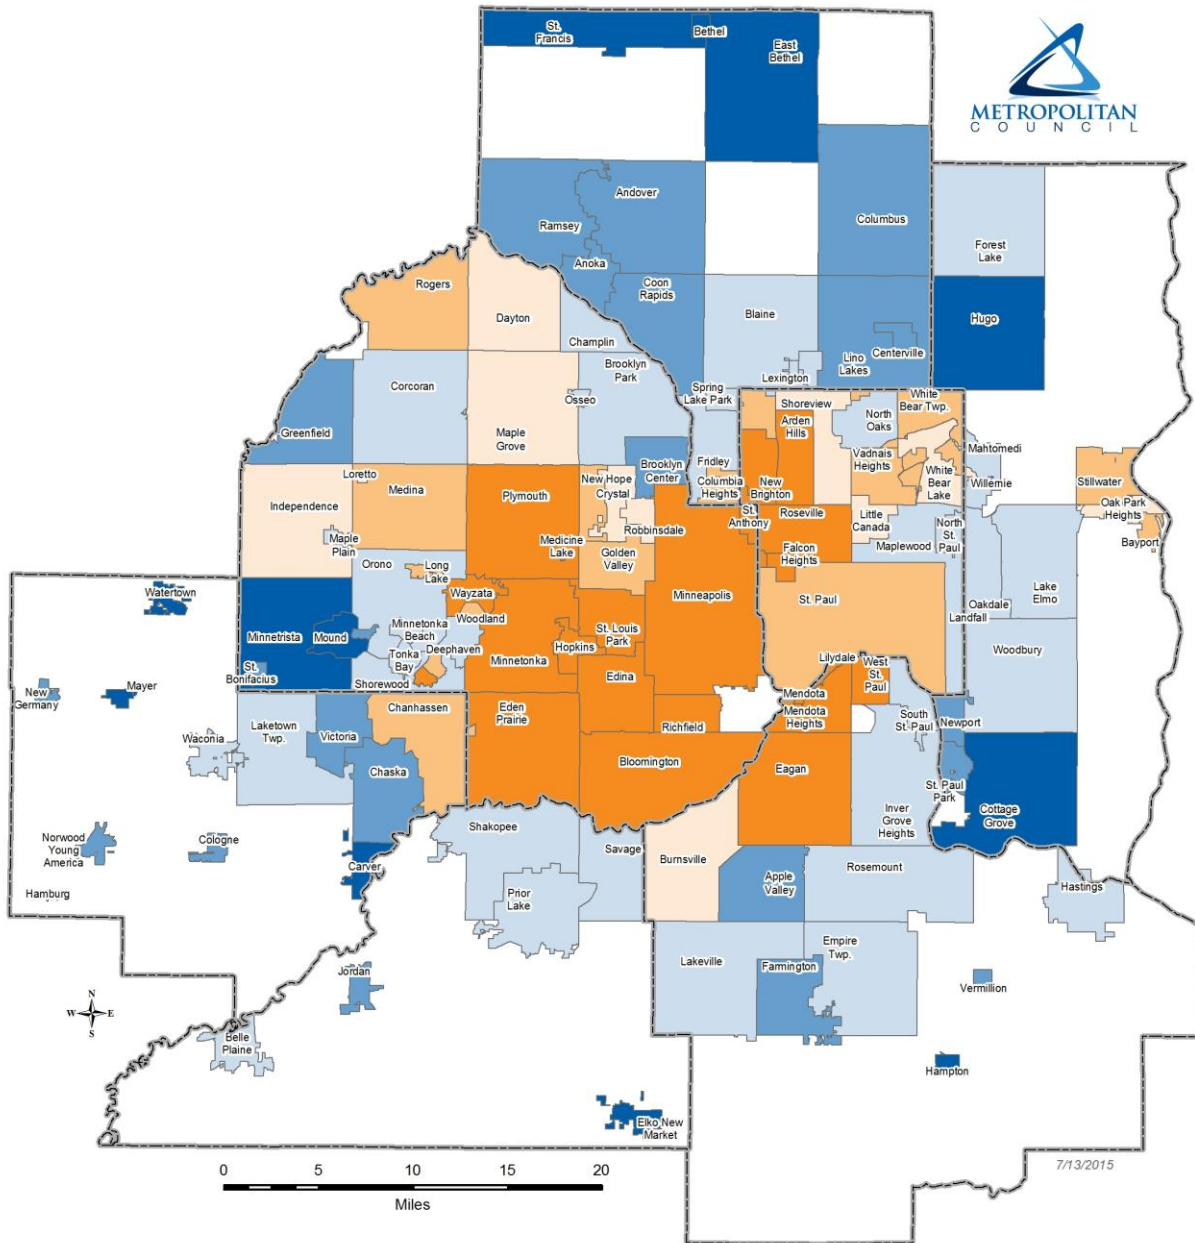 St.
Francis
Bethel
East
Bethel
METROPOLITAN
COUNCIL
Andover
Ramsey
Columbus
Forest
Lake
Anoka
Rogers
Coon
Rapids
Dayton
Blaine
Hugo
Champlin
Lino
Lakes
Centerville
Brooklyn
Park
Corcoran
Lexington
Spring
Lake Park
Osseo
Shoreview
White
Bear Twp.
Arden
Hills
North
Oaks
Greenfield
Maple
Grove
Mahtomedi
Vadnais
Heights
Fridley
Brooklyn
Center
White
Bear
Lake
Loretto
New Hope
Columbia
Heights
Willernie
Stillwater
Medina
Plymouth
Crystal
New
Brighton
Independence
Oak Park
Heights
Roseville
Little
Canada
St.
Anthony
Robbinsdale
North
St. Paul
Maple
Plain
Medicine
Lake
Maplewood
Bayport
Falcon
Heights
Golden
Valley
Orono
Long
Lake
Watertown
Wayzata
Minneapolis
St. Paul
Lake
Elmo
Oakdale
Landfall
Woodland
Minnetonka
Beach
St. Louis
Park
Woodbury
Minnetrista
Mound
Hopkins
Deephaven
Tonka
Bay
Minnetonka
Lilydale
West
St.
Paul
St.
Bonifacius
Edina
Shorewood
Mayer
New
Germany
Mendota
Mendota
Heights
Chanhassen
Eden
Prairie
South
St. Paul
Newport
Laketown
Twp.
Richfield
Victoria
Waconia
Bloomington
Eagan
Chaska
St. Paul
Park
Inver
Grove
Heights
Cottage
Grove
Shakopee
Norwood
Young
America
Cologne
Savage
Burnsville
Carver
Rosemount
Apple
Valley
Hamburg
Prior
Lake
Hastings
Empire
Twp.
Lakeville
Farmington
Jordan
Vermillion
N
W E
S
Belle
Plaine
Hampton
Elko New
Market
7/13/2015
0 5 10 15 20
Miles